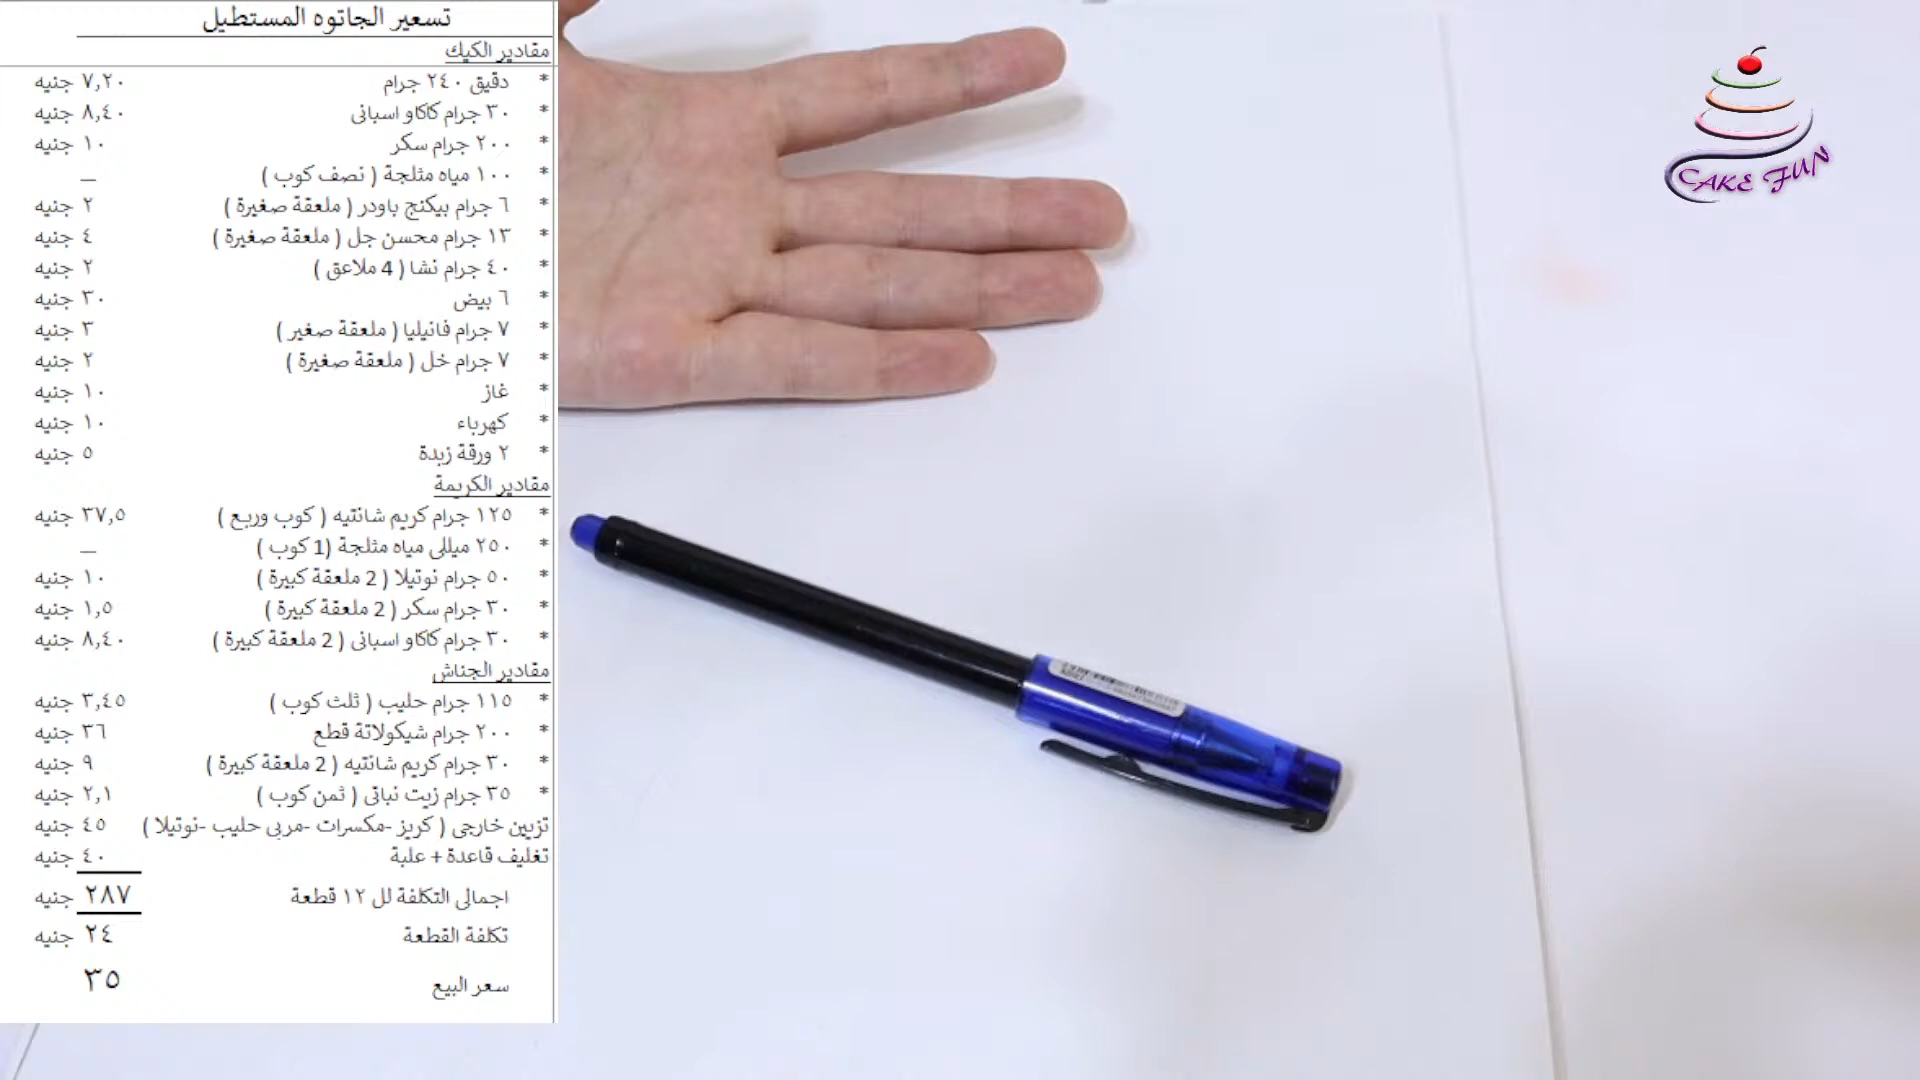 تسعير الجاتوه المستطيل
مقادير الكيك
* دقيق ٢٤٠ جرام ٧,٢٠ جنيه
* ٣٠ جرام كاكاو اسبانى ٨,٤٠ جنيه
* ٢٠٠ جرام سكر ١٠ جنيه
* ١٠٠ مياه مثلجة ( نصف كوب ) —
* ٦ جرام بيكنج باودر ( ملعقة صغيرة ) ٢ جنيه
* ١٣ جرام محسن جل ( ملعقة صغيرة ) ٤ جنيه
* ٤٠ جرام نشا ( 4 ملاعق ) ٢ جنيه
* ٦ بيض ٣٠ جنيه
* ٧ جرام فانيليا ( ملعقة صغير ) ٣ جنيه
* ٧ جرام خل ( ملعقة صغيرة ) ٢ جنيه
* غاز ١٠ جنيه
* كهرباء ١٠ جنيه
* ٢ ورقة زبدة ٥ جنيه
مقادير الكريمة
* ١٢٥ جرام كريم شانتيه ( كوب وربع ) ٣٧,٥ جنيه
* ٢٥٠ ميللى مياه مثلجة (1 كوب ) —
* ٥٠ جرام نوتيلا ( 2 ملعقة كبيرة ) ١٠ جنيه
* ٣٠ جرام سكر ( 2 ملعقة كبيرة ) ١,٥ جنيه
* ٣٠ جرام كاكاو اسبانى ( 2 ملعقة كبيرة ) ٨,٤٠ جنيه
مقادير الجناش
* ١١٥ جرام حليب ( ثلث كوب ) ٣,٤٥ جنيه
* ٢٠٠ جرام شيكولاتة قطع ٣٦ جنيه
* ٣٠ جرام كريم شانتيه ( 2 ملعقة كبيرة ) ٩ جنيه
* ٣٥ جرام زيت نباتى ( ثمن كوب ) ٢,١ جنيه
تزيين خارجى ( كريز -مكسرات -مربى حليب -نوتيلا ) ٤٥ جنيه
تغليف قاعدة + علبة ٤٠ جنيه
اجمالى التكلفة لل ١٢ قطعة ٢٨٧ جنيه
تكلفة القطعة ٢٤ جنيه
سعر البيع ٣٥
CAKE FUN